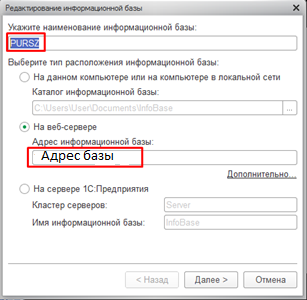 Редактирование информационной базы
Укажите наименование информационной базы:
PURSZ
Выберите тип расположения информационной базы:
На данном компьютере или на компьютере в локальной сети
Каталог информационной базы:
C:\Users\User\Documents\InfoBase
На веб-сервере
Адрес информационной базы:
Адрес базы
Дополнительно...
На сервере 1С:Предприятия
Кластер серверов: Server
Имя информационной базы: InfoBase
< Назад Далее > Отмена